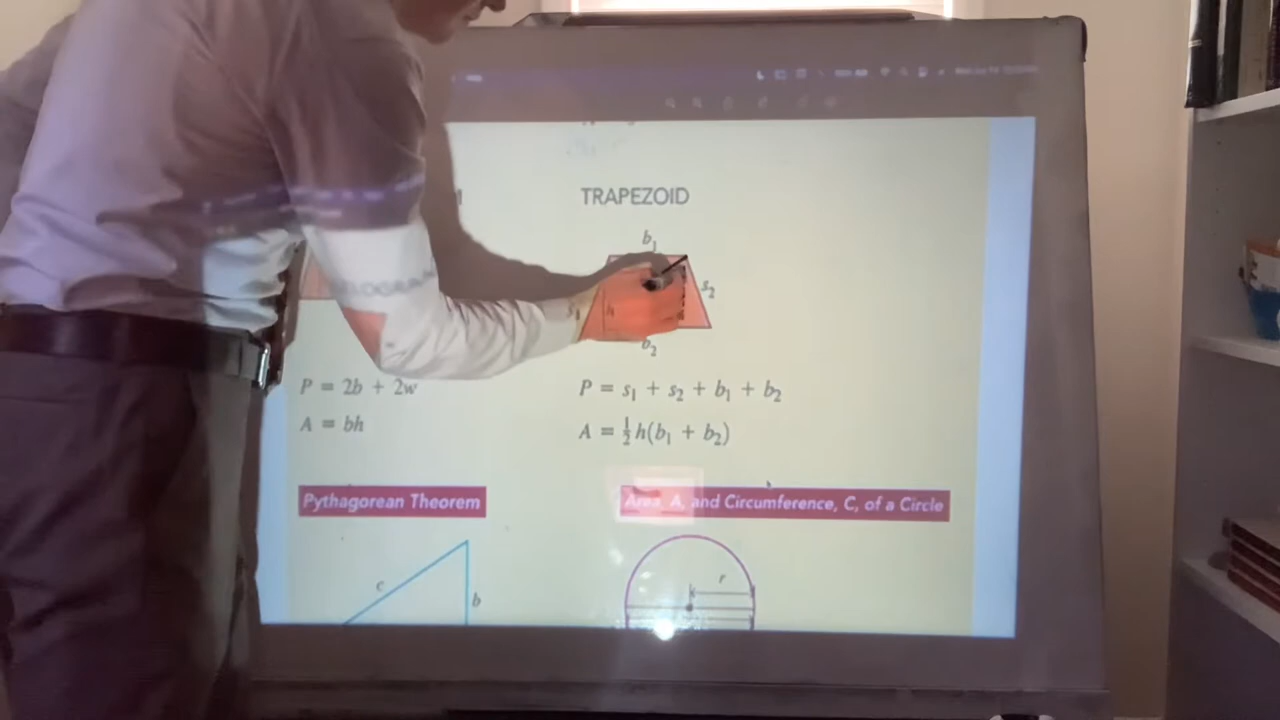 TRAPEZOID
b₁
s₂
h
b₂
P = 2b + 2w
P = s₁ + s₂ + b₁ + b₂
A = bh
A = ½h(b₁ + b₂)
Pythagorean Theorem
Area, A, and Circumference, C, of a Circle
c
r
b